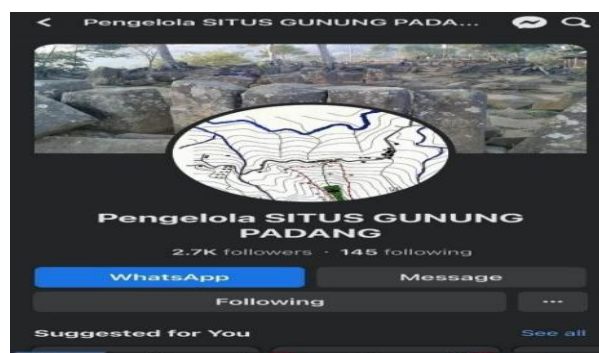 Pengelola SITUS GUNUNG PADA...
Pengelola SITUS GUNUNG
PADANG
2.7K followers · 145 following
WhatsApp
Message
Following
...
Suggested for You
See all